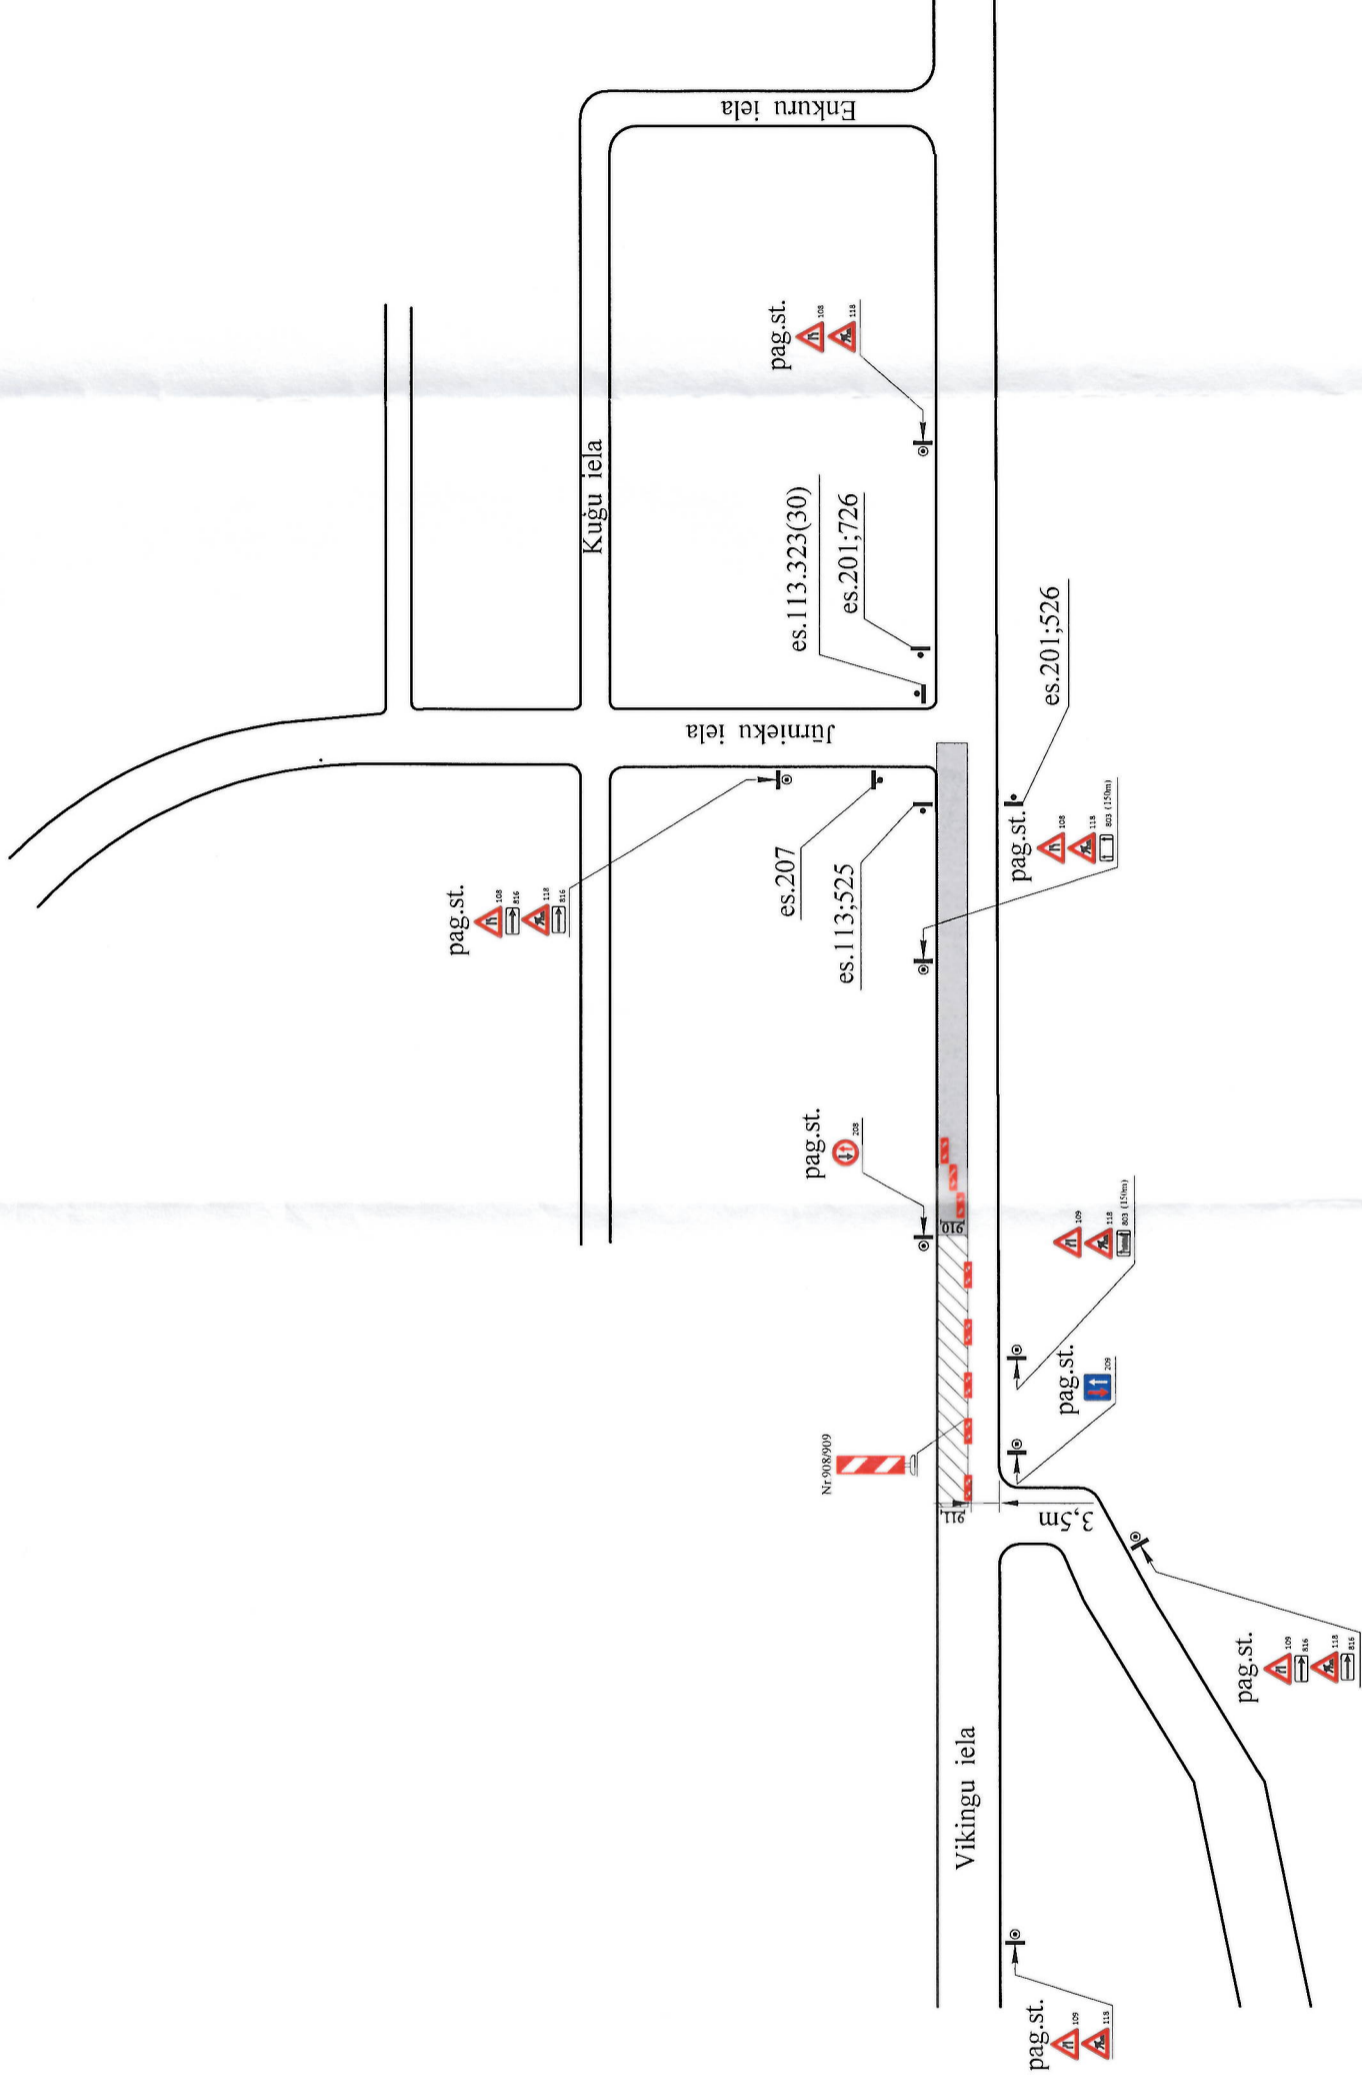 Enkuru iela
Kuģu iela
pag.st.
108
118
es.113.323(30)
es.201;726
Jūrnieku iela
es.201;526
pag.st.
108
816
118
816
es.207
es.113;525
pag.st.
108
118
803 (150m)
pag.st.
208
910
109
118
803 (150m)
pag.st.
209
Nr.908/909
911
3,5m
pag.st.
109
816
118
816
Vikingu iela
pag.st.
109
118